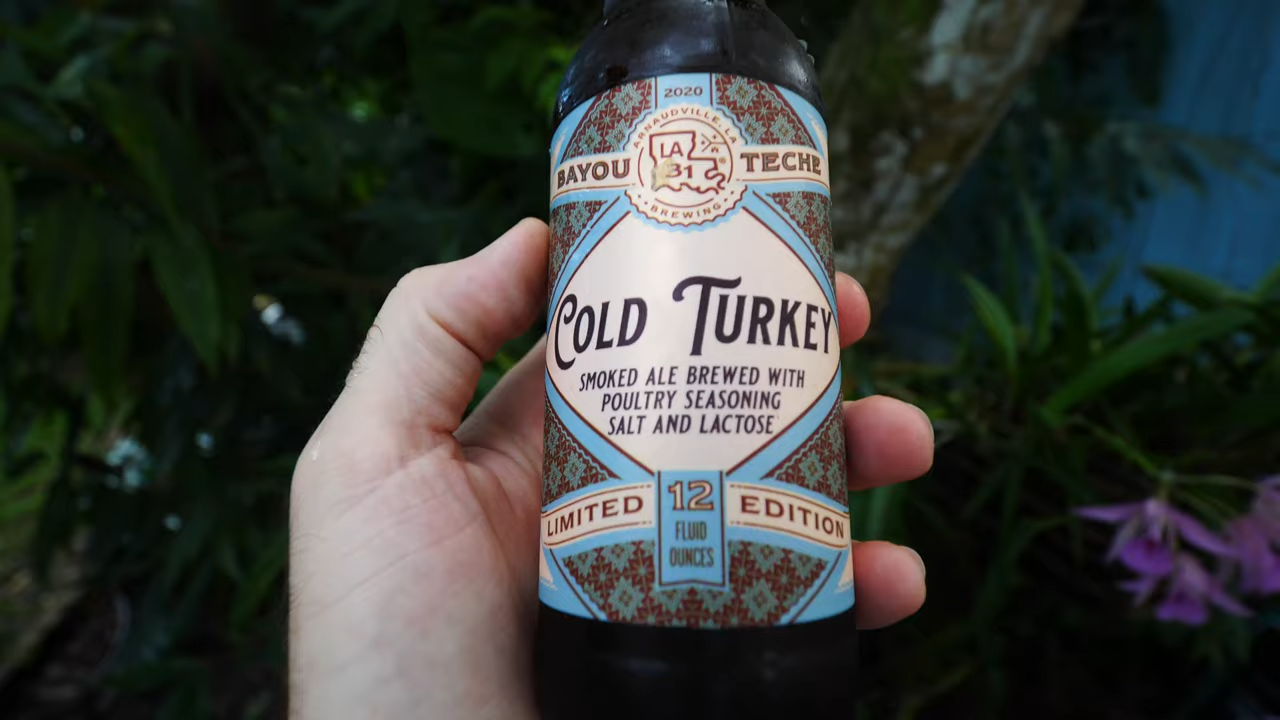 2020
ARNAUDVILLE, LA
LA
31
BAYOU TECHE
BREWING
COLD TURKEY
SMOKED ALE BREWED WITH
POULTRY SEASONING
SALT AND LACTOSE
LIMITED 12 EDITION
FLUID
OUNCES